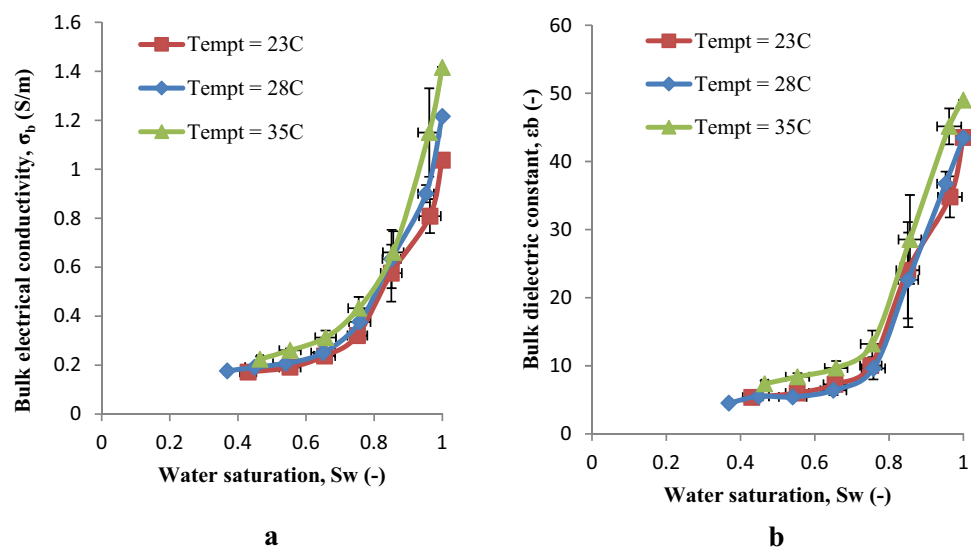 Bulk electrical conductivity, σb (S/m)
1.6
1.4
1.2
1
0.8
0.6
0.4
0.2
0
Tempt = 23C
Tempt = 28C
Tempt = 35C
0 0.2 0.4 0.6 0.8 1
Water saturation, Sw (-)
a
Bulk dielectric constant, εb (-)
60
50
40
30
20
10
0
Tempt = 23C
Tempt = 28C
Tempt = 35C
0 0.2 0.4 0.6 0.8 1
Water saturation, Sw (-)
b